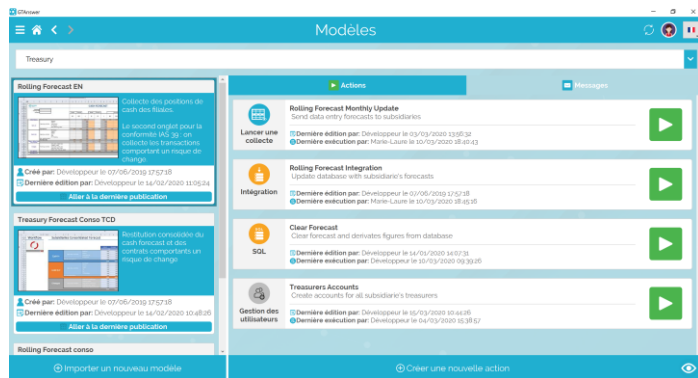 GTAnswer
Modèles
Treasury
Rolling Forecast EN
Collecte des positions de
cash des filiales.
Le second onglet pour la
conformité IAS 39 : on
collecte les transactions
comportant un risque de
change.
Créé par: Développeur le 07/06/2019 17:57:18
Dernière édition par: Développeur le 14/02/2020 11:05:24
Aller à la dernière publication
Treasury Forecast Conso TCD
Restitution consolidée du
cash forecast et des
contrats comportants un
risque de change
Créé par: Développeur le 07/06/2019 17:57:18
Dernière édition par: Développeur le 14/02/2020 10:48:26
Aller à la dernière publication
Rolling Forecast conso
Importer un nouveau modèle
Actions
Messages
Lancer une
collecte
Rolling Forecast Monthly Update
Send data entry forecasts to subsidiaries
Dernière édition par: Développeur le 03/03/2020 13:56:32
Dernière exécution par: Marie-Laure le 10/03/2020 18:40:43
Intégration
Rolling Forecast Integration
Update database with subsidiarie's forecasts
Dernière édition par: Développeur le 07/06/2019 17:57:18
Dernière exécution par: Marie-Laure le 10/03/2020 18:45:18
SQL
Clear Forecast
Clear forecast and derivates figures from database
Dernière édition par: Développeur le 14/01/2020 14:07:31
Dernière exécution par: Développeur le 10/03/2020 09:39:26
Gestion des
utilisateurs
Treasurers Accounts
Create accounts for all subsidiarie's treasurers
Dernière édition par: Développeur le 15/03/2020 10:44:26
Dernière exécution par: Développeur le 04/03/2020 15:38:57
Créer une nouvelle action